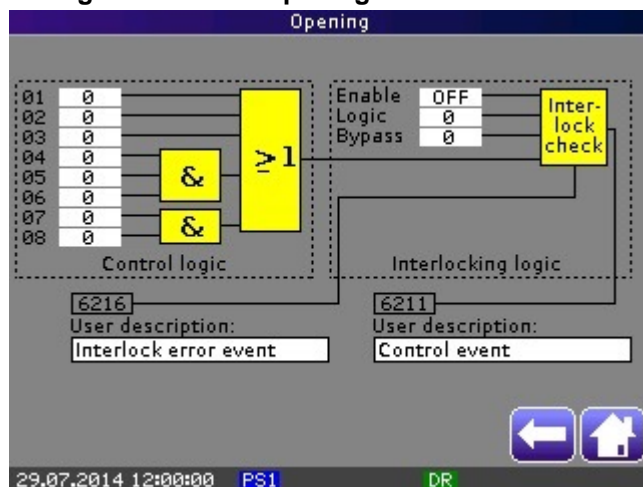 Opening
01 0
02 0
03 0
04 0
05 0
06 0
07 0
08 0
&
&
≥1
Control logic
Enable OFF
Logic 0
Bypass 0
Inter-
lock
check
Interlocking logic
6216
User description:
Interlock error event
6211
User description:
Control event
29.07.2014 12:00:00 PS1 DR